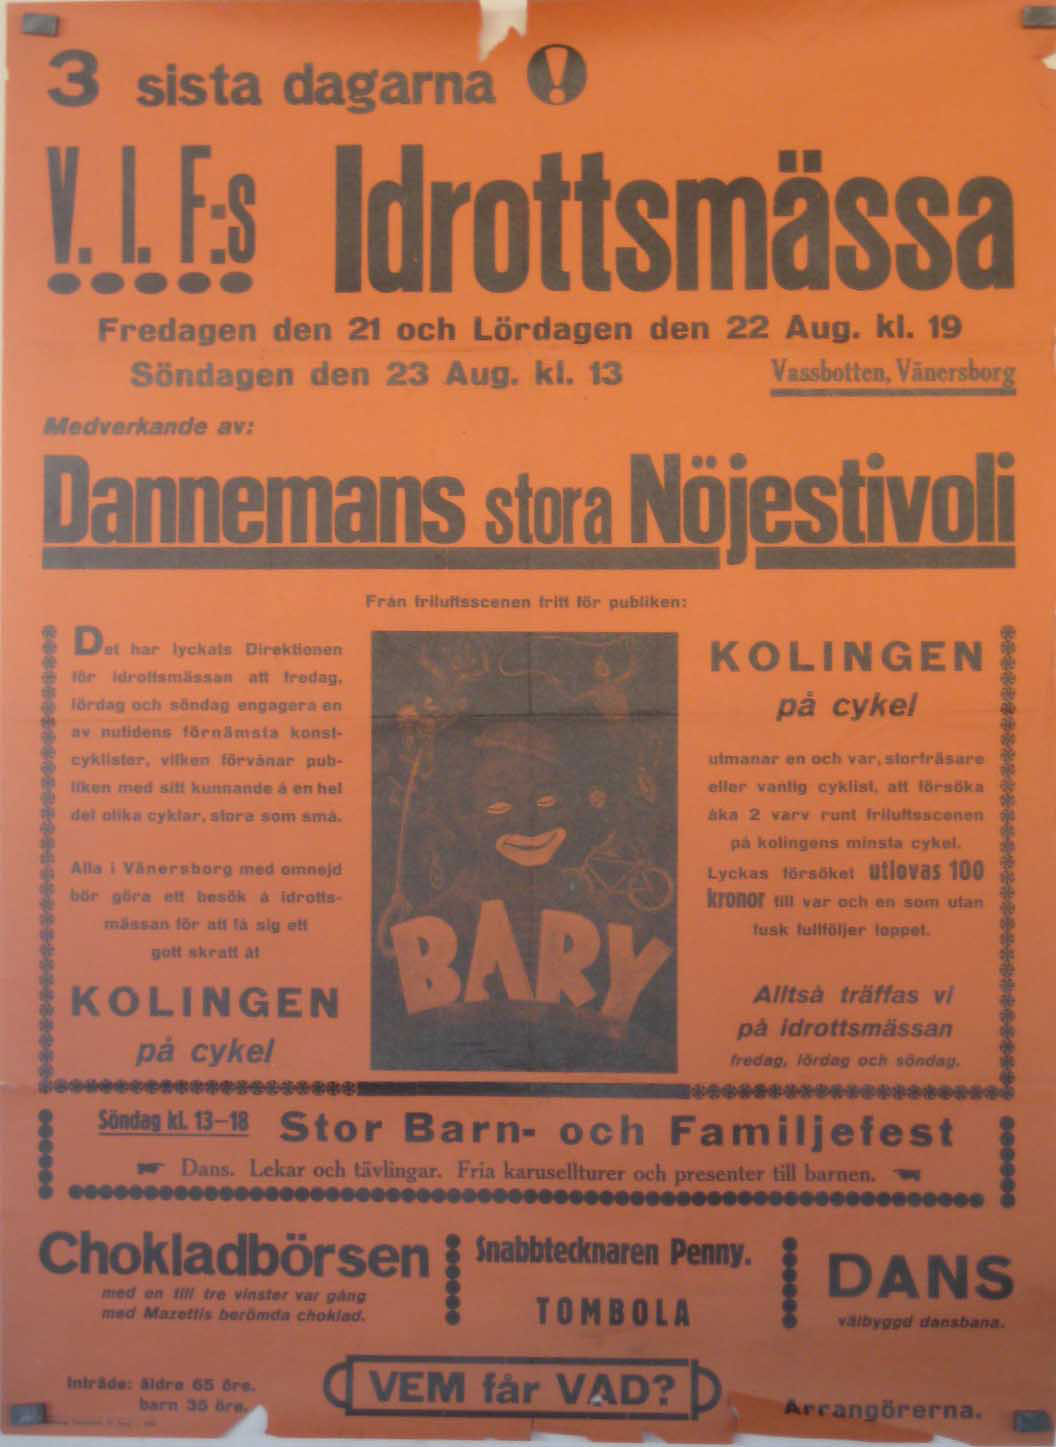 3 sista dagarna !
V. I. F:s Idrottsmässa
Fredagen den 21 och Lördagen den 22 Aug. kl. 19
Söndagen den 23 Aug. kl. 13
Vassbotten, Vänersborg
Medverkande av:
Dannemans stora Nöjestivoli
Från friluftsscenen fritt för publiken:
Det har lyckats Direktionen
för idrottsmässan att fredag,
lördag och söndag engagera en
av nutidens förnämsta konst-
cyklister, vilken förvånar pub-
liken med sitt kunnande å en hel
del olika cyklar, stora som små.
Alla i Vänersborg med omnejd
bör göra ett besök å idrotts-
mässan för att få sig ett
gott skratt åt
KOLINGEN
på cykel
BARY
KOLINGEN
på cykel
utmanar en och var, storfräsare
eller vanlig cyklist, att försöka
åka 2 varv runt friluftsscenen
på kolingens minsta cykel.
Lyckas försöket utlovas 100
kronor till var och en som utan
fusk fullföljer loppet.
Alltså träffas vi
på idrottsmässan
fredag, lördag och söndag.
Söndag kl. 13-18 Stor Barn- och Familjefest
Dans. Lekar och tävlingar. Fria karusellturer och presenter till barnen.
Chokladbörsen
med en till tre vinster var gång
med Mazettis berömda choklad.
Snabbtecknaren Penny.
TOMBOLA
DANS
välbyggd dansbana.
Inträde: äldre 65 öre.
barn 35 öre.
VEM får VAD?
Arrangörerna.